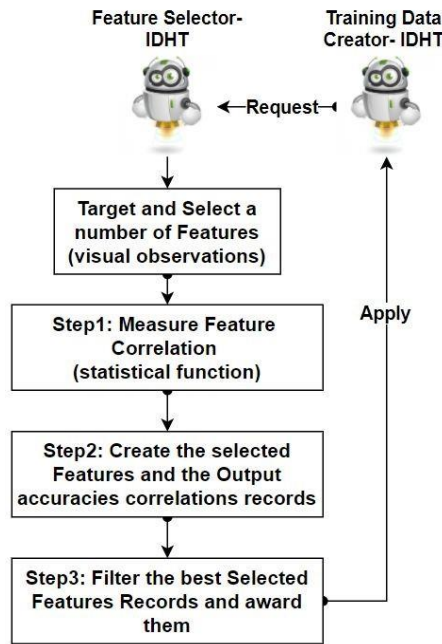 Feature Selector-
IDHT
Training Data
Creator- IDHT
Request
Target and Select a
number of Features
(visual observations)
Step1: Measure Feature
Correlation
(statistical function)
Apply
Step2: Create the selected
Features and the Output
accuracies correlations records
Step3: Filter the best Selected
Features Records and award
them